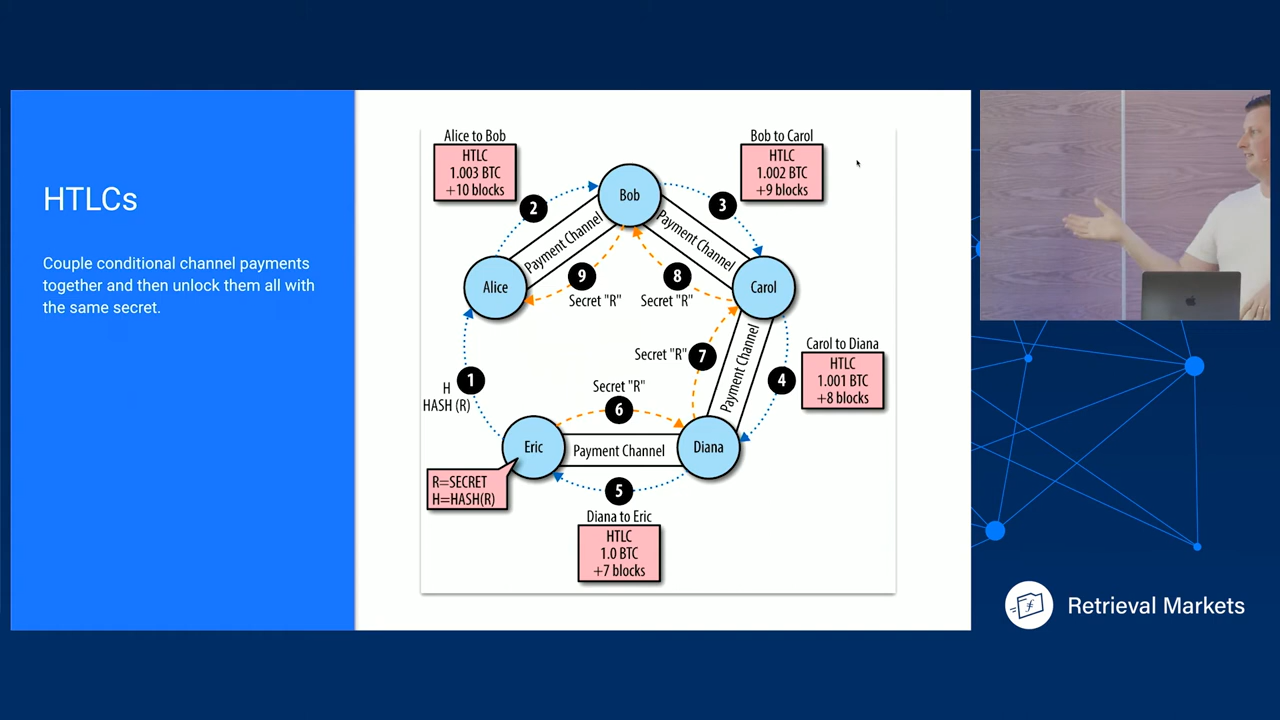 HTLCs
Couple conditional channel payments
together and then unlock them all with
the same secret.
Alice to Bob
HTLC
1.003 BTC
+10 blocks
Bob to Carol
HTLC
1.002 BTC
+9 blocks
2
Bob
3
Payment Channel
Payment Channel
9
8
Alice
Secret "R"
Secret "R"
Carol
Carol to Diana
HTLC
1.001 BTC
+8 blocks
Secret "R"
7
Payment Channel
4
1
H
HASH (R)
Secret "R"
6
Eric
Payment Channel
Diana
R=SECRET
H=HASH(R)
5
Diana to Eric
HTLC
1.0 BTC
+7 blocks
Retrieval Markets